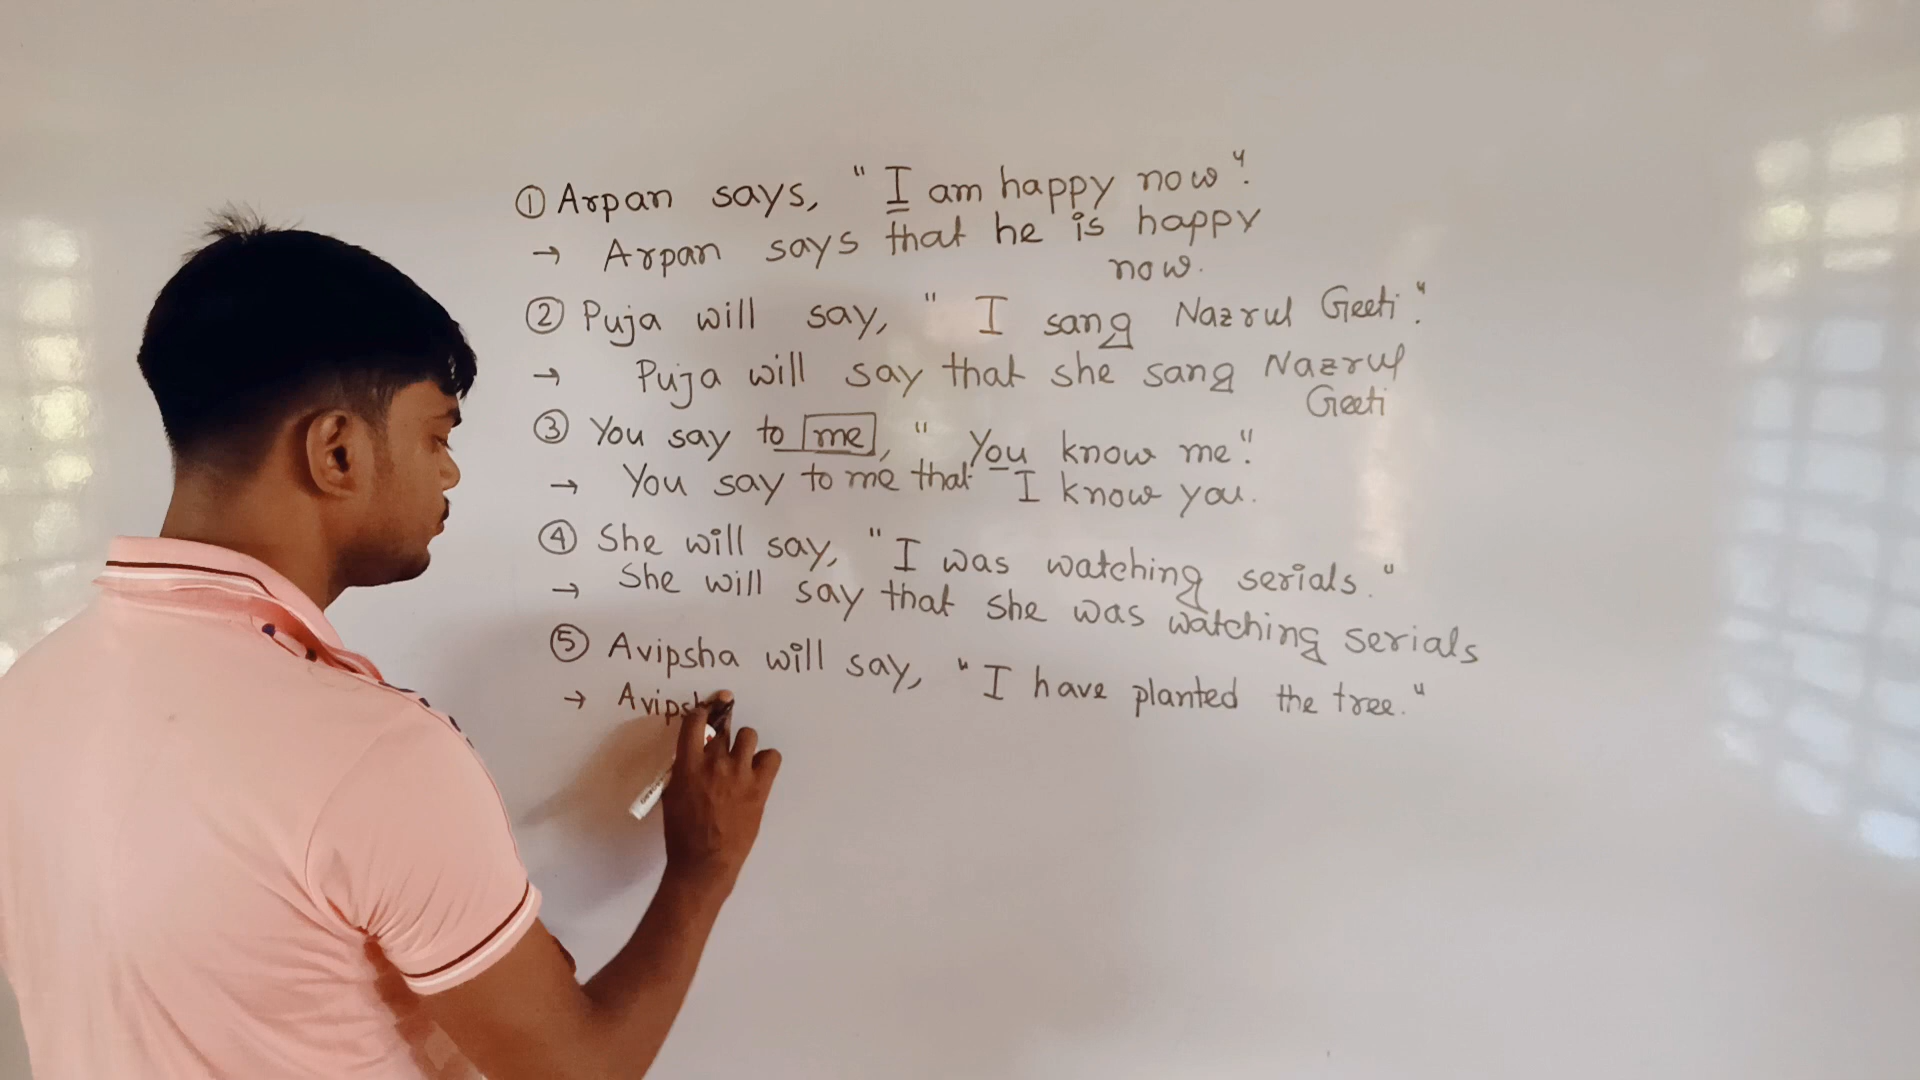 ① Arpan says, "I am happy now".
→ Arpan says that he is happy
now.
② Puja will say, "I sang Nazrul Geeti".
→ Puja will say that she sang Nazrul
Geeti
③ You say to me, "You know me".
→ You say to me that I know you.
④ She will say, "I was watching serials."
→ She will say that she was watching serials
⑤ Avipsha will say, "I have planted the tree."
→ Avipsh